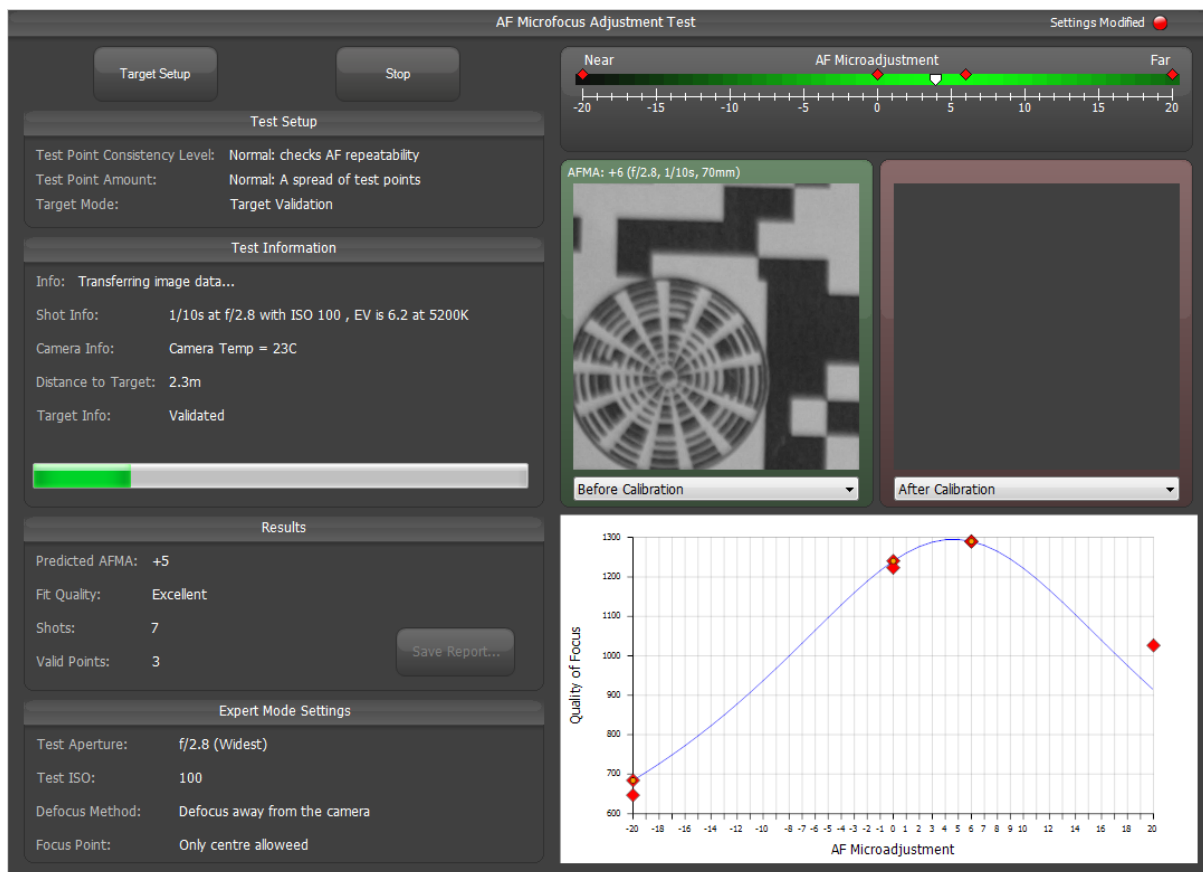 AF Microfocus Adjustment Test
Settings Modified
Target Setup
Stop
Test Setup
Test Point Consistency Level: Normal: checks AF repeatability
Test Point Amount: Normal: A spread of test points
Target Mode: Target Validation
Test Information
Info: Transferring image data...
Shot Info: 1/10s at f/2.8 with ISO 100 , EV is 6.2 at 5200K
Camera Info: Camera Temp = 23C
Distance to Target: 2.3m
Target Info: Validated
Results
Predicted AFMA: +5
Fit Quality: Excellent
Shots: 7
Valid Points: 3
Save Report...
Expert Mode Settings
Test Aperture: f/2.8 (Widest)
Test ISO: 100
Defocus Method: Defocus away from the camera
Focus Point: Only centre alloweed
Near AF Microadjustment Far
-20 -15 -10 -5 0 5 10 15 20
AFMA: +6 (f/2.8, 1/10s, 70mm)
Before Calibration
After Calibration
Quality of Focus
1300
1200
1100
1000
900
800
700
600
-20 -18 -16 -14 -12 -10 -8 -7 -6 -5 -4 -3 -2 -1 0 1 2 3 4 5 6 7 8 9 10 12 14 16 18 20
AF Microadjustment